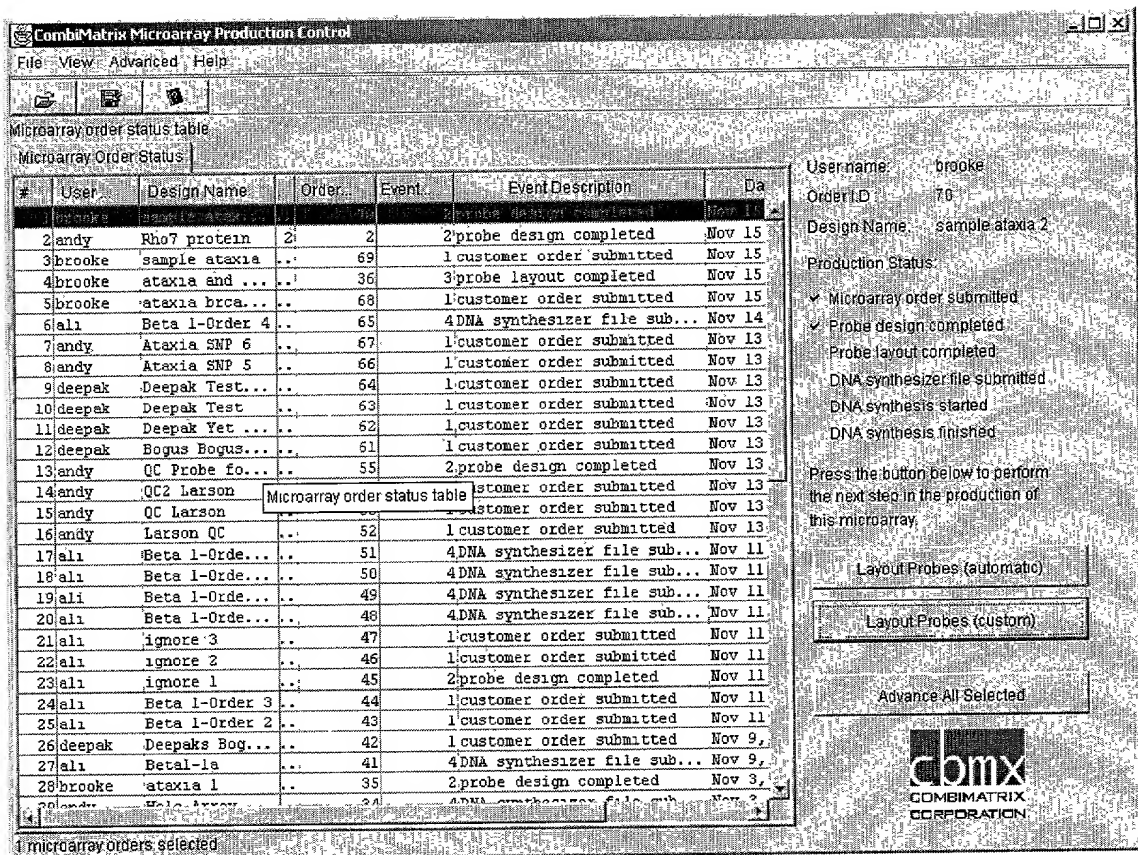 CombiMatrix Microarray Production Control
File View Advanced Help
Microarray order status table
Microarray Order Status
# User Design Name Order... Event... Event Description Da
brooke sample ataxia 2 probe design completed Nov
2 andy Rho7 protein 2 2 2 probe design completed Nov 15
3 brooke sample ataxia ... 69 1 customer order submitted Nov 15
4 brooke ataxia and ... ... 36 3 probe layout completed Nov 15
5 brooke ataxia brca... .. 68 1 customer order submitted Nov 15
6 ali Beta 1-Order 4 .. 65 4 DNA synthesizer file sub... Nov 14
7 andy Ataxia SNP 6 .. 67 1 customer order submitted Nov 13
8 andy Ataxia SNP 5 .. 66 1 customer order submitted Nov 13
9 deepak Deepak Test... .. 64 1 customer order submitted Nov 13
10 deepak Deepak Test .. 63 1 customer order submitted Nov 13
11 deepak Deepak Yet ... .. 62 1 customer order submitted Nov 13
12 deepak Bogus Bogus... .. 61 1 customer order submitted Nov 13
13 andy QC Probe fo... .. 55 2 probe design completed Nov 13
14 andy QC2 Larson customer order submitted Nov 13
15 andy QC Larson customer order submitted Nov 13
16 andy Larson QC .. 52 1 customer order submitted Nov 13
17 ali Beta 1-Orde... .. 51 4 DNA synthesizer file sub... Nov 11
18 ali Beta 1-Orde... .. 50 4 DNA synthesizer file sub... Nov 11
19 ali Beta 1-Orde... .. 49 4 DNA synthesizer file sub... Nov 11
20 ali Beta 1-Orde... .. 48 4 DNA synthesizer file sub... Nov 11
21 ali ignore 3 .. 47 1 customer order submitted Nov 11
22 ali ignore 2 .. 46 1 customer order submitted Nov 11
23 ali ignore 1 .. 45 2 probe design completed Nov 11
24 ali Beta 1-Order 3 .. 44 1 customer order submitted Nov 11
25 ali Beta 1-Order 2 .. 43 1 customer order submitted Nov 11
26 deepak Deepaks Bog... .. 42 1 customer order submitted Nov 9,
27 ali Beta1-1a .. 41 4 DNA synthesizer file sub... Nov 9,
28 brooke ataxia 1 .. 35 2 probe design completed Nov 3,
Microarray order status table
1 microarray orders selected
User name: brooke
Order I.D 70
Design Name: sample ataxia 2
Production Status:
✓ Microarray order submitted
✓ Probe design completed
Probe layout completed
DNA synthesizer file submitted
DNA synthesis started
DNA synthesis finished
Press the button below to perform
the next step in the production of
this microarray.
Layout Probes (automatic)
Layout Probes (custom)
Advance All Selected
cbmx
COMBIMATRIX
CORPORATION